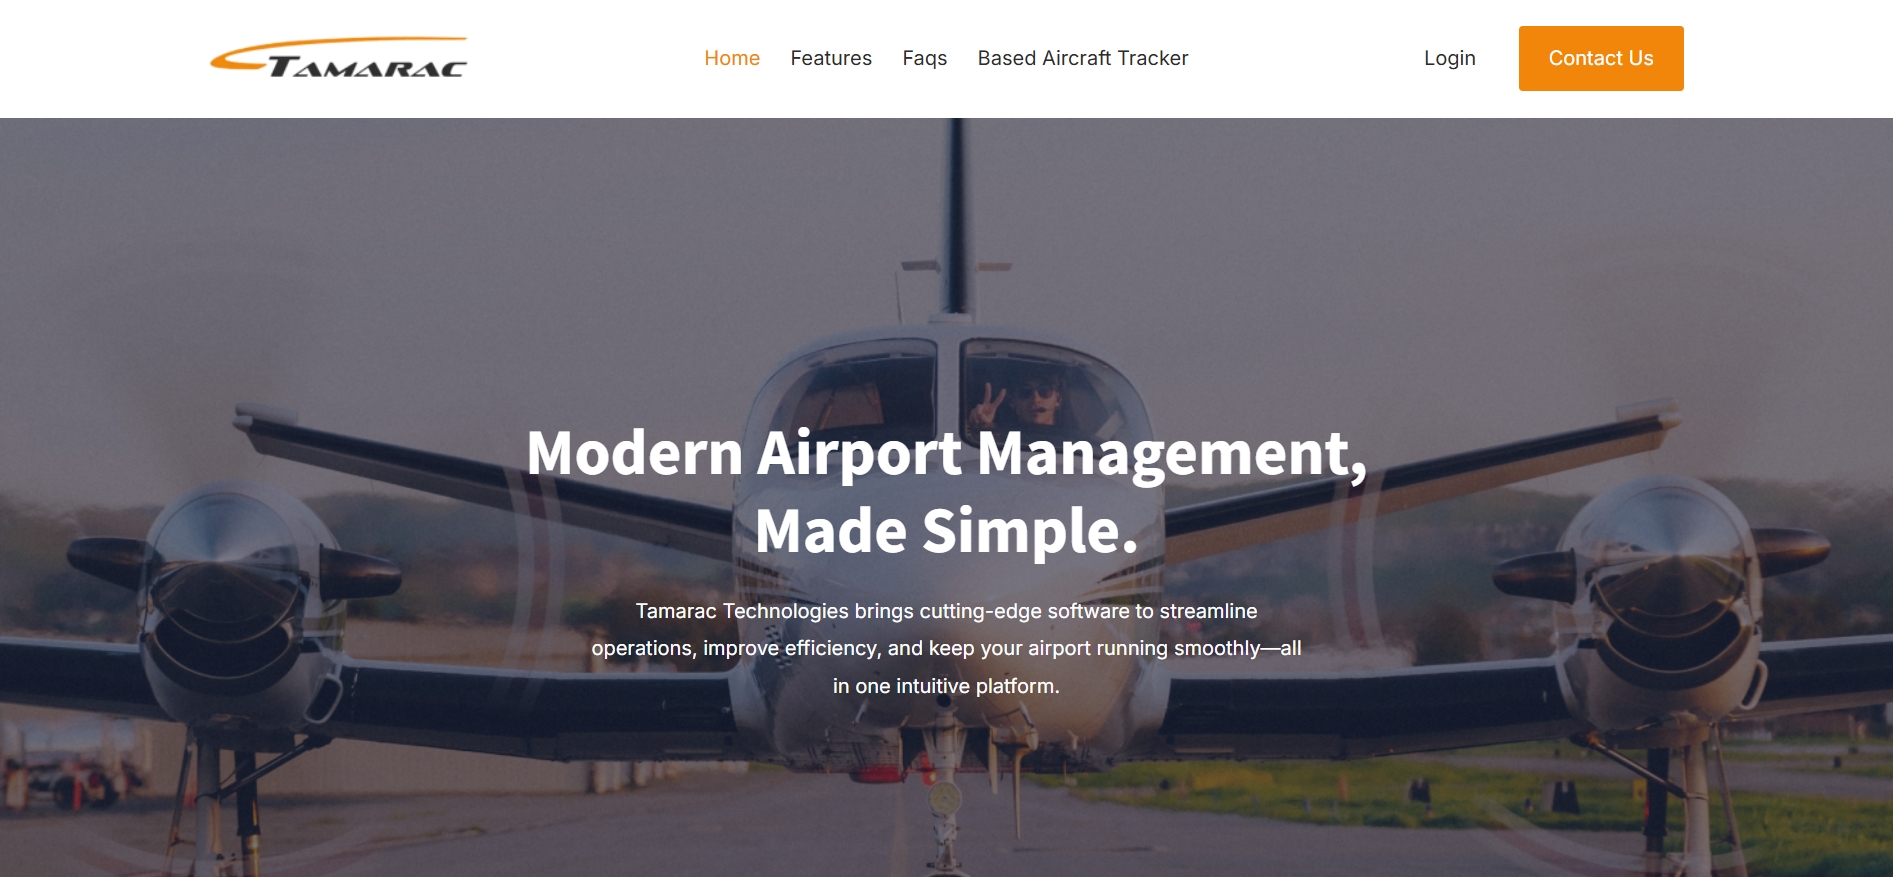 TAMARAC
Home
Features
Faqs
Based Aircraft Tracker
Login
Contact Us
Modern Airport Management,
Made Simple.
Tamarac Technologies brings cutting-edge software to streamline
operations, improve efficiency, and keep your airport running smoothly—all
in one intuitive platform.